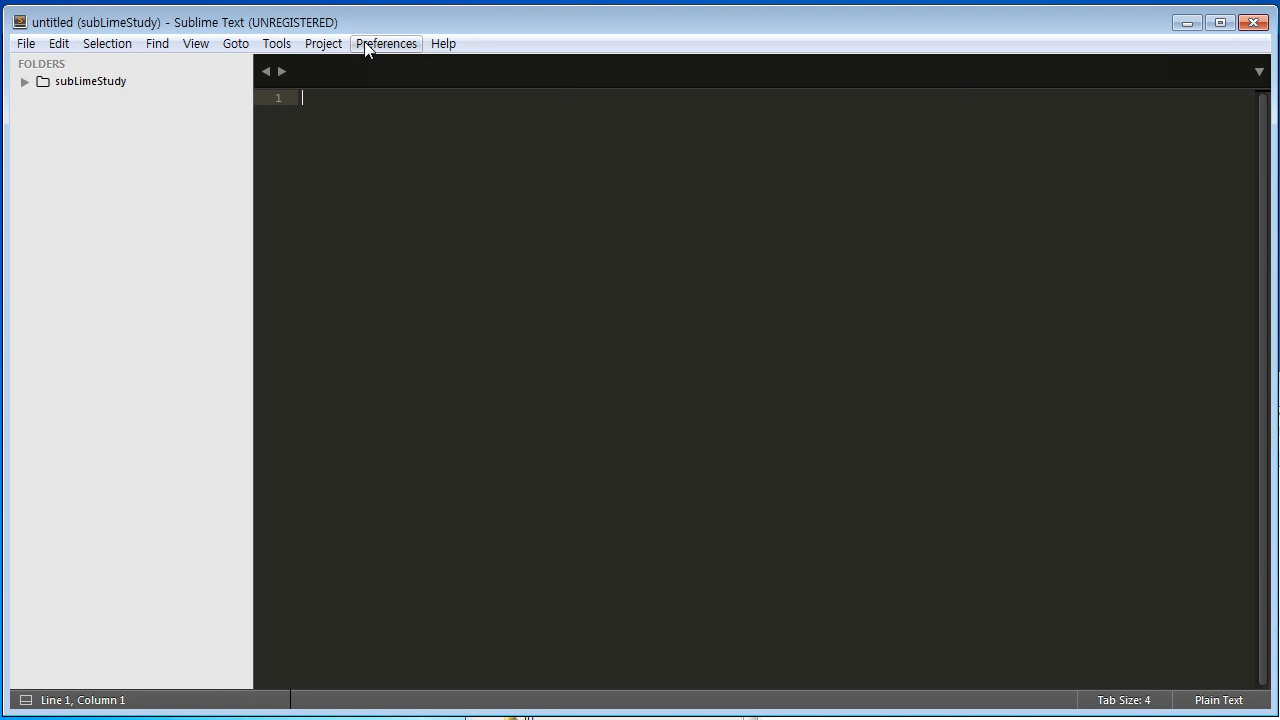 untitled (subLimeStudy) - Sublime Text (UNREGISTERED)
File Edit Selection Find View Goto Tools Project Preferences Help
FOLDERS
subLimeStudy
1
Line 1, Column 1
Tab Size: 4
Plain Text